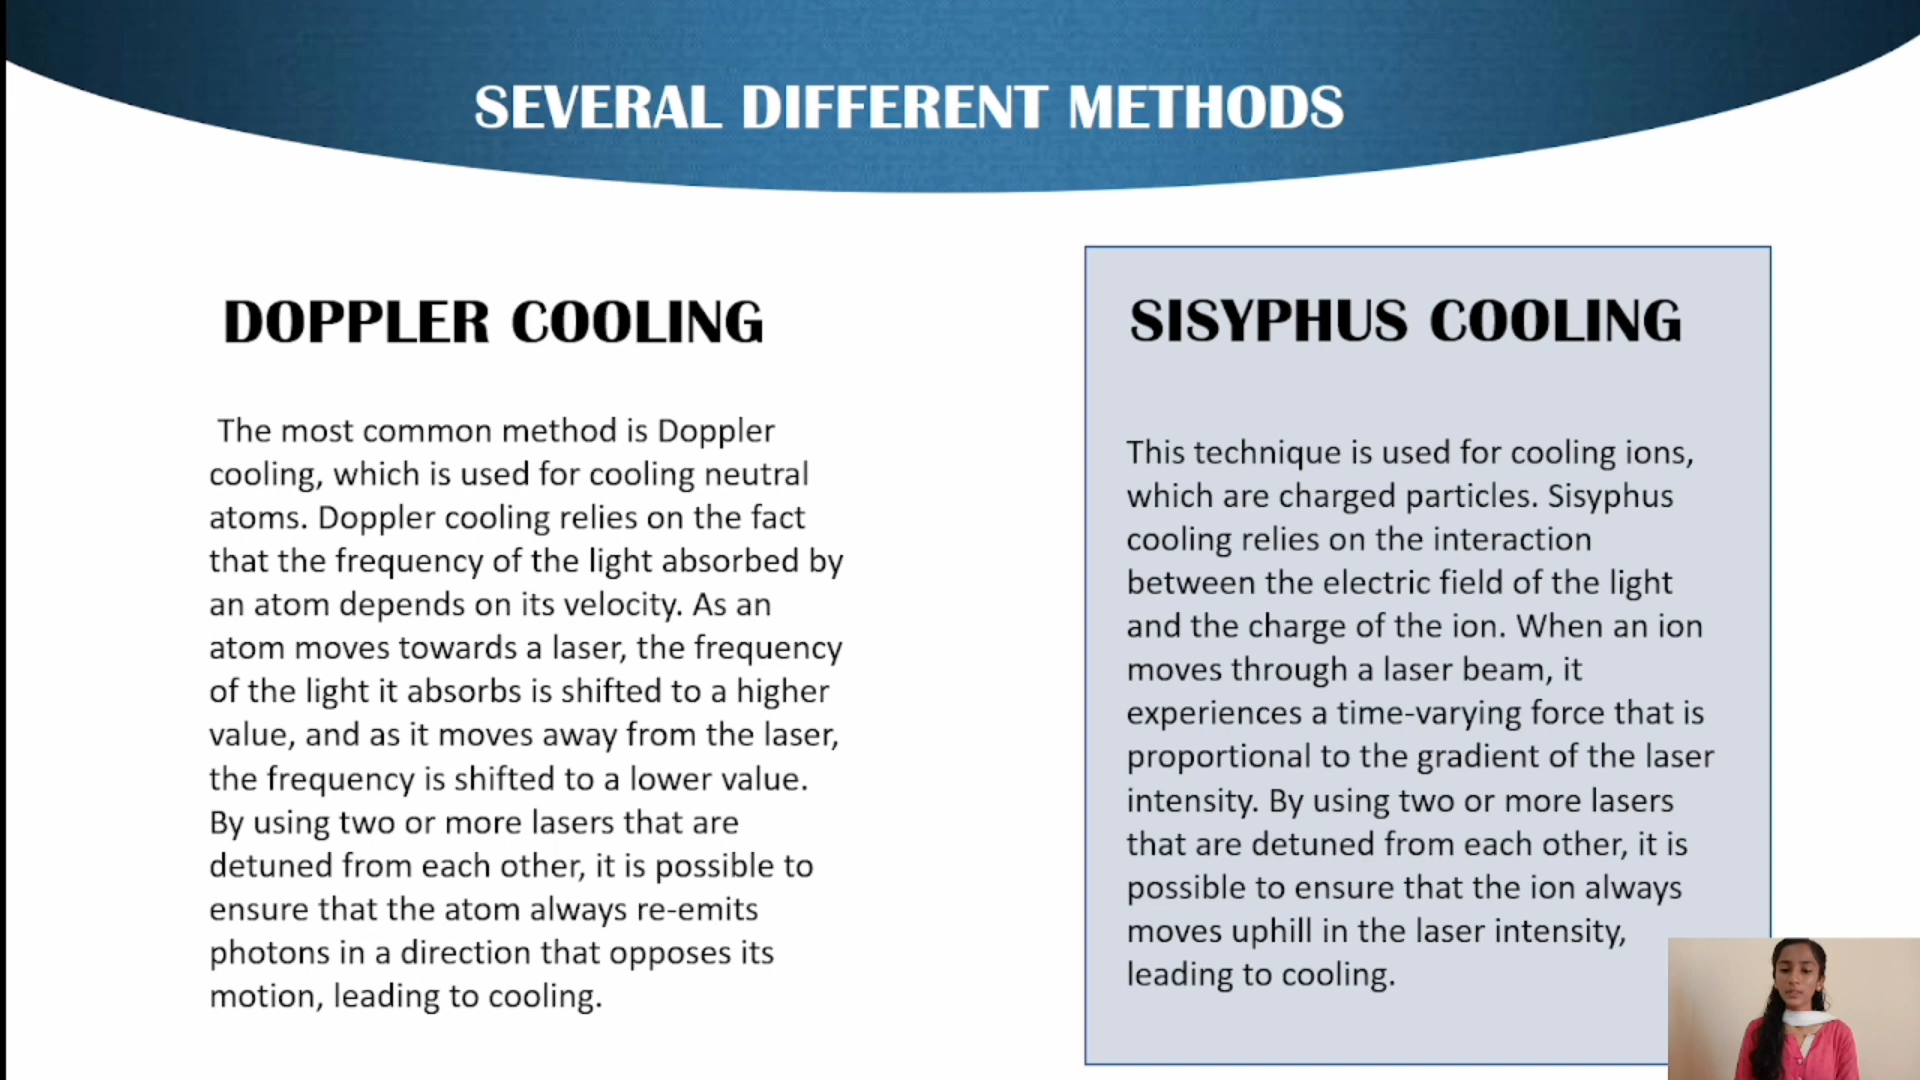 SEVERAL DIFFERENT METHODS
DOPPLER COOLING
The most common method is Doppler
cooling, which is used for cooling neutral
atoms. Doppler cooling relies on the fact
that the frequency of the light absorbed by
an atom depends on its velocity. As an
atom moves towards a laser, the frequency
of the light it absorbs is shifted to a higher
value, and as it moves away from the laser,
the frequency is shifted to a lower value.
By using two or more lasers that are
detuned from each other, it is possible to
ensure that the atom always re-emits
photons in a direction that opposes its
motion, leading to cooling.
SISYPHUS COOLING
This technique is used for cooling ions,
which are charged particles. Sisyphus
cooling relies on the interaction
between the electric field of the light
and the charge of the ion. When an ion
moves through a laser beam, it
experiences a time-varying force that is
proportional to the gradient of the laser
intensity. By using two or more lasers
that are detuned from each other, it is
possible to ensure that the ion always
moves uphill in the laser intensity,
leading to cooling.